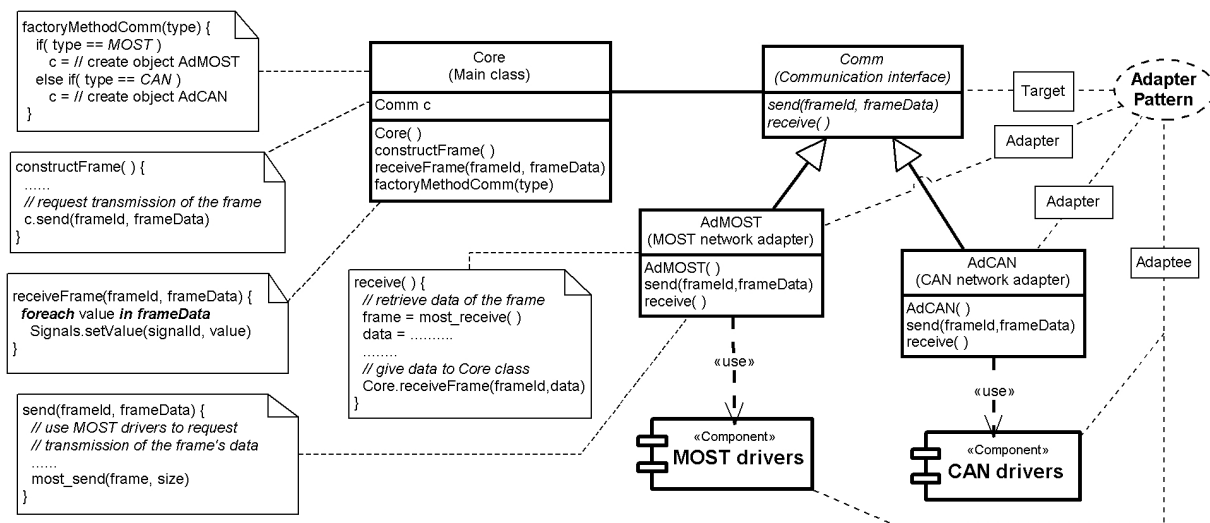 factoryMethodComm(type) {
if( type == MOST )
c = // create object AdMOST
else if( type == CAN )
c = // create object AdCAN
}
constructFrame( ) {
......
// request transmission of the frame
c.send(frameId, frameData)
}
receiveFrame(frameId, frameData) {
foreach value in frameData
Signals.setValue(signalId, value)
}
send(frameId, frameData) {
// use MOST drivers to request
// transmission of the frame's data
......
most_send(frame, size)
}
Core
(Main class)
Comm c
Core( )
constructFrame( )
receiveFrame(frameId, frameData)
factoryMethodComm(type)
receive( ) {
// retrieve data of the frame
frame = most_receive( )
data = ..........
........
// give data to Core class
Core.receiveFrame(frameId,data)
}
Comm
(Communication interface)
send(frameId, frameData)
receive( )
AdMOST
(MOST network adapter)
AdMOST( )
send(frameId,frameData)
receive( )
«use»
«Component»
MOST drivers
AdCAN
(CAN network adapter)
AdCAN( )
send(frameId,frameData)
receive( )
«use»
«Component»
CAN drivers
Target
Adapter
Adapter
Adaptee
Adapter
Pattern